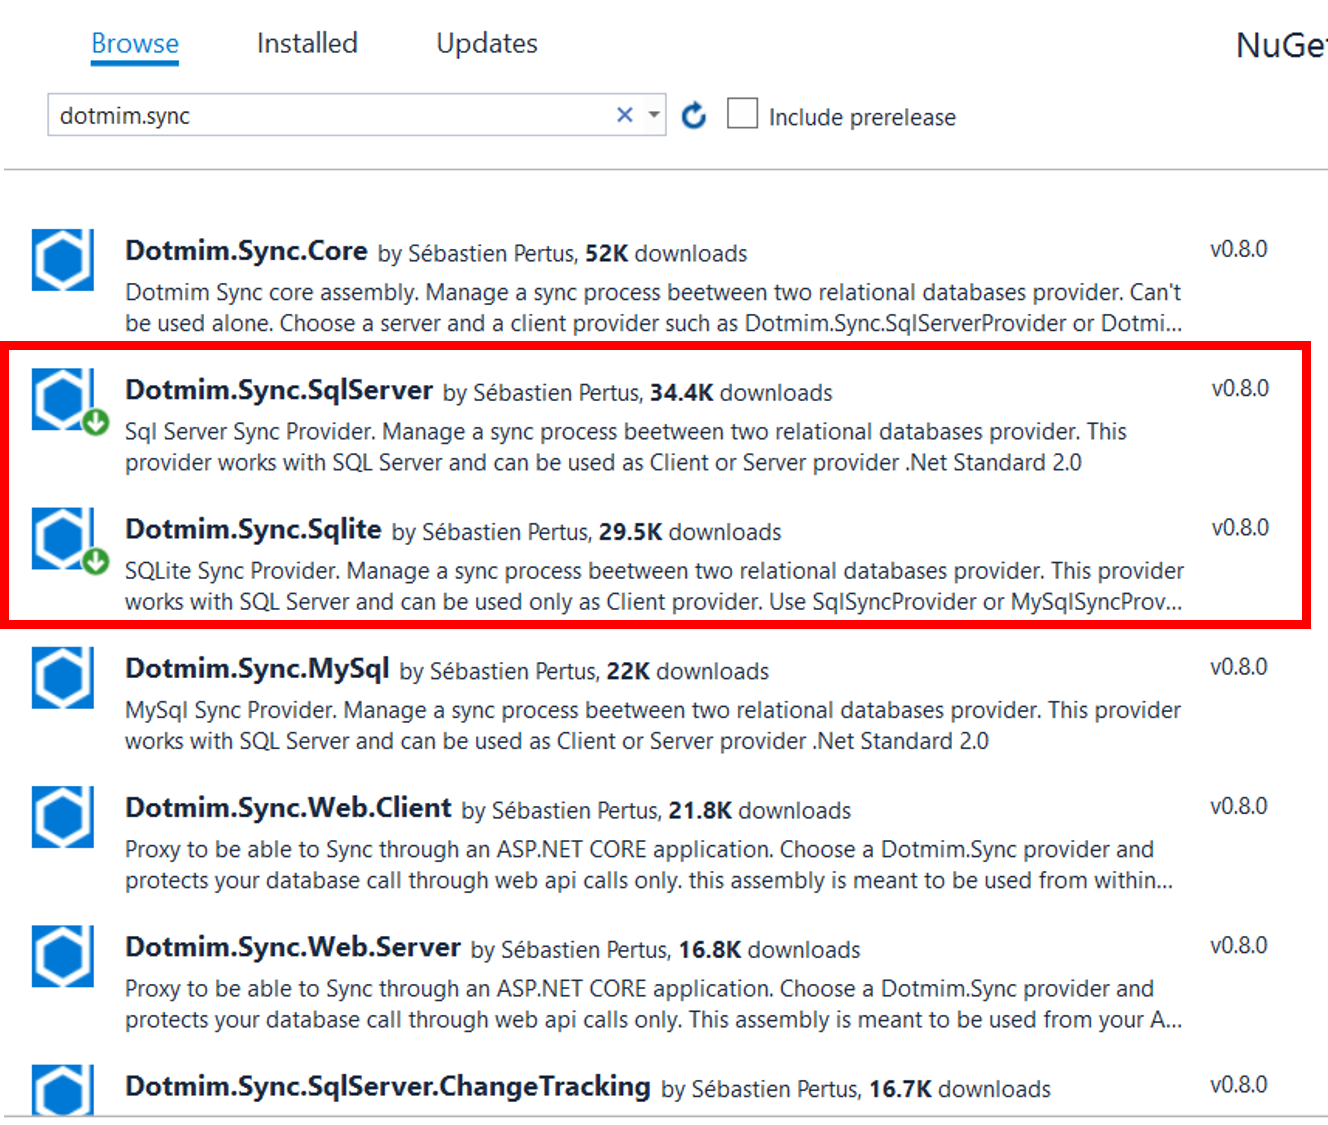 Browse Installed Updates NuGet
dotmim.sync Include prerelease
Dotmim.Sync.Core by Sébastien Pertus, 52K downloads v0.8.0
Dotmim Sync core assembly. Manage a sync process beetween two relational databases provider. Can't
be used alone. Choose a server and a client provider such as Dotmim.Sync.SqlServerProvider or Dotmi...
Dotmim.Sync.SqlServer by Sébastien Pertus, 34.4K downloads v0.8.0
Sql Server Sync Provider. Manage a sync process beetween two relational databases provider. This
provider works with SQL Server and can be used as Client or Server provider .Net Standard 2.0
Dotmim.Sync.Sqlite by Sébastien Pertus, 29.5K downloads v0.8.0
SQLite Sync Provider. Manage a sync process beetween two relational databases provider. This provider
works with SQL Server and can be used only as Client provider. Use SqlSyncProvider or MySqlSyncProv...
Dotmim.Sync.MySql by Sébastien Pertus, 22K downloads v0.8.0
MySql Sync Provider. Manage a sync process beetween two relational databases provider. This provider
works with SQL Server and can be used as Client or Server provider .Net Standard 2.0
Dotmim.Sync.Web.Client by Sébastien Pertus, 21.8K downloads v0.8.0
Proxy to be able to Sync through an ASP.NET CORE application. Choose a Dotmim.Sync provider and
protects your database call through web api calls only. this assembly is meant to be used from within...
Dotmim.Sync.Web.Server by Sébastien Pertus, 16.8K downloads v0.8.0
Proxy to be able to Sync through an ASP.NET CORE application. Choose a Dotmim.Sync provider and
protects your database call through web api calls only. This assembly is meant to be used from your A...
Dotmim.Sync.SqlServer.ChangeTracking by Sébastien Pertus, 16.7K downloads v0.8.0